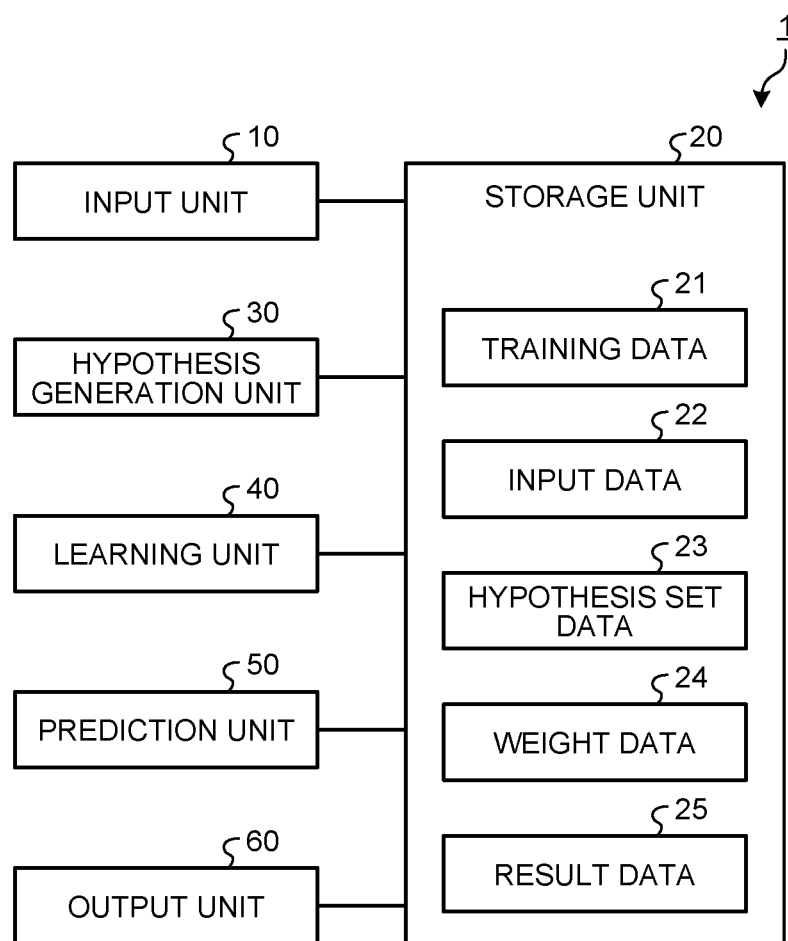 1
10
INPUT UNIT
20
STORAGE UNIT
21
TRAINING DATA
30
HYPOTHESIS
GENERATION UNIT
22
INPUT DATA
40
LEARNING UNIT
23
HYPOTHESIS SET
DATA
50
PREDICTION UNIT
24
WEIGHT DATA
60
OUTPUT UNIT
25
RESULT DATA